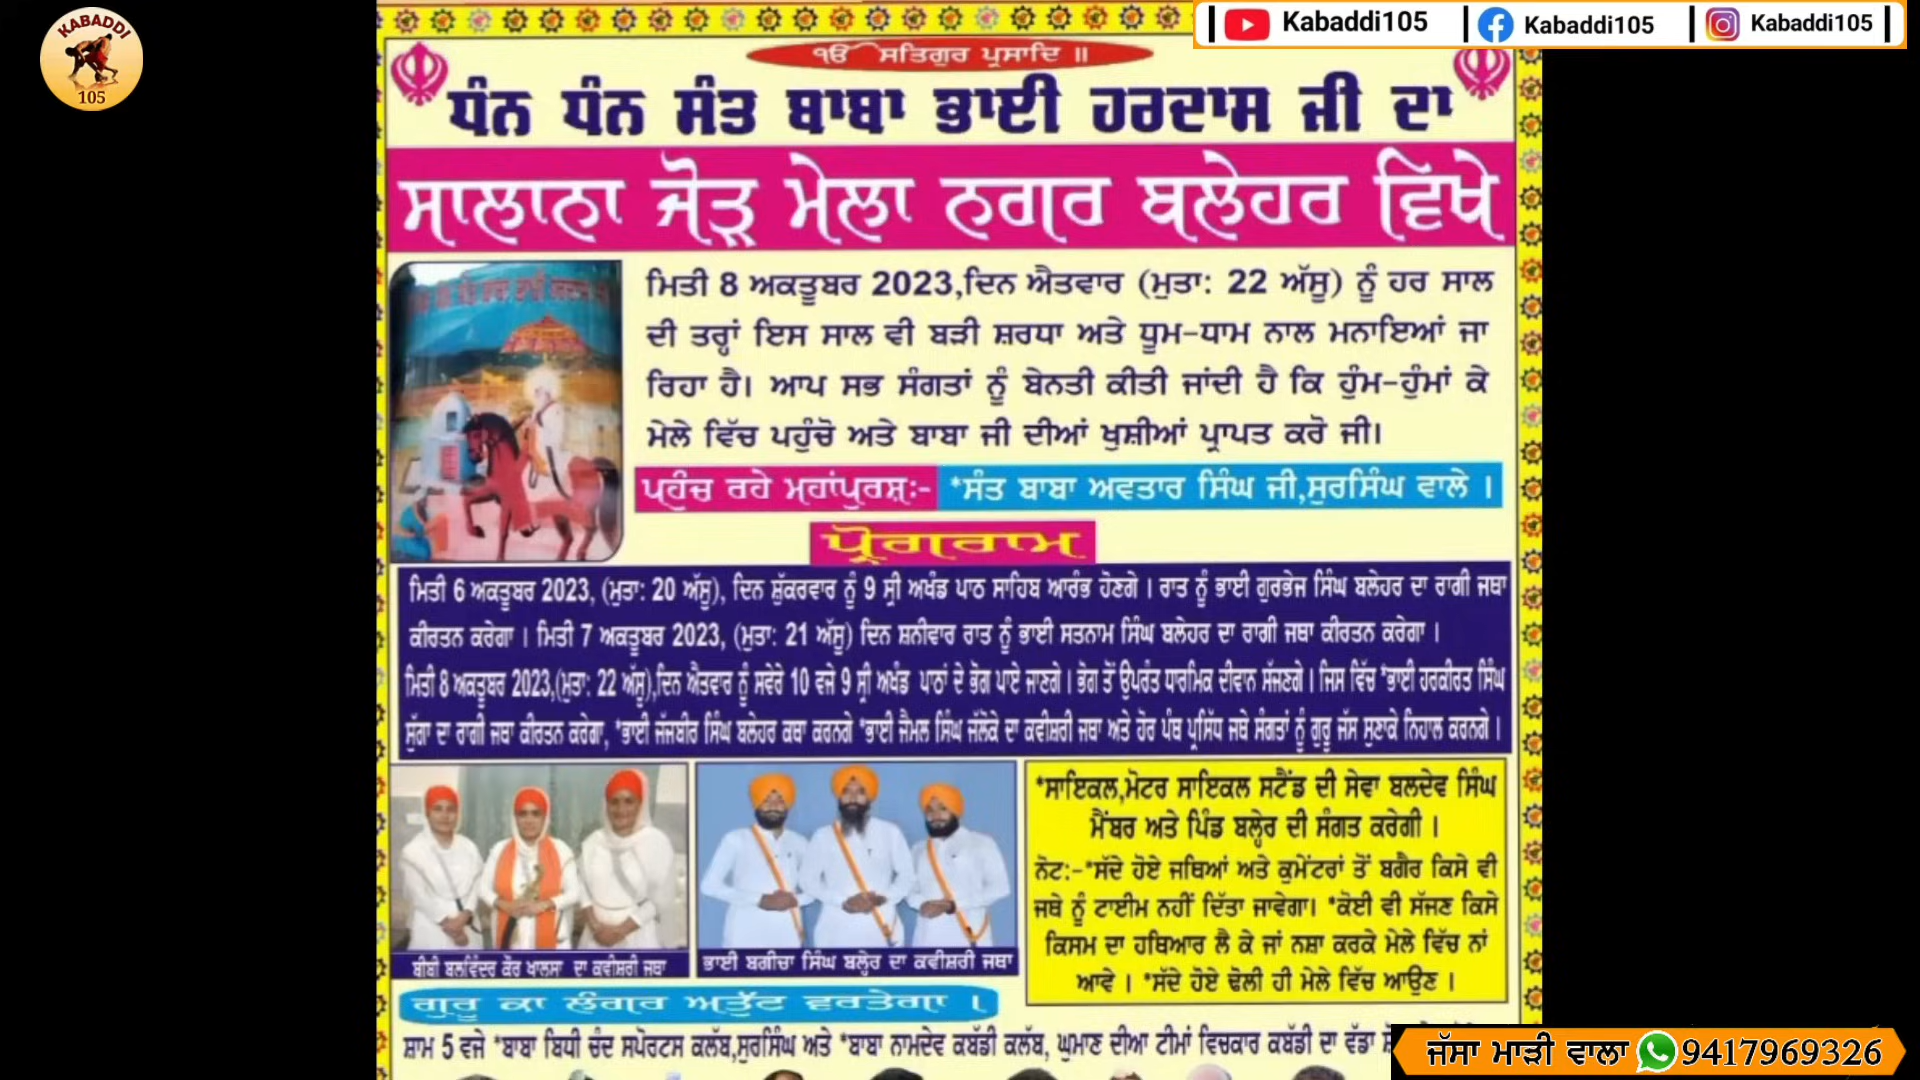 KABADDI
105
Kabaddi105
Kabaddi105
Kabaddi105
ੴ ਸਤਿਗੁਰ ਪ੍ਰਸਾਦਿ ॥
ਧੰਨ ਧੰਨ ਸੰਤ ਬਾਬਾ ਭਾਈ ਹਰਦਾਸ ਜੀ ਦਾ
ਸਾਲਾਨਾ ਜੋੜ ਮੇਲਾ ਨਗਰ ਬਲੇਹਰ ਵਿਖੇ
ਮਿਤੀ 8 ਅਕਤੂਬਰ 2023,ਦਿਨ ਐਤਵਾਰ (ਮੁਤਾ: 22 ਅੱਸੂ) ਨੂੰ ਹਰ ਸਾਲ
ਦੀ ਤਰ੍ਹਾਂ ਇਸ ਸਾਲ ਵੀ ਬੜੀ ਸ਼ਰਧਾ ਅਤੇ ਧੂਮ-ਧਾਮ ਨਾਲ ਮਨਾਇਆਂ ਜਾ
ਰਿਹਾ ਹੈ। ਆਪ ਸਭ ਸੰਗਤਾਂ ਨੂੰ ਬੇਨਤੀ ਕੀਤੀ ਜਾਂਦੀ ਹੈ ਕਿ ਹੁੰਮ-ਹੁੰਮਾਂ ਕੇ
ਮੇਲੇ ਵਿੱਚ ਪਹੁੰਚੋ ਅਤੇ ਬਾਬਾ ਜੀ ਦੀਆਂ ਖੁਸ਼ੀਆਂ ਪ੍ਰਾਪਤ ਕਰੋ ਜੀ।
ਪਹੁੰਚ ਰਹੇ ਮਹਾਂਪੁਰਸ਼:- *ਸੰਤ ਬਾਬਾ ਅਵਤਾਰ ਸਿੰਘ ਜੀ,ਸੁਰਸਿੰਘ ਵਾਲੇ ।
ਪ੍ਰੋਗਰਾਮ
ਮਿਤੀ 6 ਅਕਤੂਬਰ 2023, (ਮੁਤਾ: 20 ਅੱਸੂ), ਦਿਨ ਸ਼ੁੱਕਰਵਾਰ ਨੂੰ 9 ਸ੍ਰੀ ਅਖੰਡ ਪਾਠ ਸਾਹਿਬ ਆਰੰਭ ਹੋਣਗੇ । ਰਾਤ ਨੂੰ ਭਾਈ ਗੁਰਭੇਜ ਸਿੰਘ ਬਲੇਹਰ ਦਾ ਰਾਗੀ ਜਥਾ
ਕੀਰਤਨ ਕਰੇਗਾ । ਮਿਤੀ 7 ਅਕਤੂਬਰ 2023, (ਮੁਤਾ: 21 ਅੱਸੂ) ਦਿਨ ਸ਼ਨੀਵਾਰ ਰਾਤ ਨੂੰ ਭਾਈ ਸਤਨਾਮ ਸਿੰਘ ਬਲੇਹਰ ਦਾ ਰਾਗੀ ਜਥਾ ਕੀਰਤਨ ਕਰੇਗਾ ।
ਮਿਤੀ 8 ਅਕਤੂਬਰ 2023,(ਮੁਤਾ: 22 ਅੱਸੂ),ਦਿਨ ਐਤਵਾਰ ਨੂੰ ਸਵੇਰੇ 10 ਵਜੇ 9 ਸ੍ਰੀ ਅਖੰਡ ਪਾਠਾਂ ਦੇ ਭੋਗ ਪਾਏ ਜਾਣਗੇ । ਭੋਗ ਤੋਂ ਉਪਰੰਤ ਧਾਰਮਿਕ ਦੀਵਾਨ ਸੱਜਣਗੇ । ਜਿਸ ਵਿੱਚ *ਭਾਈ ਹਰਕੀਰਤ ਸਿੰਘ
ਸੁੱਗਾ ਦਾ ਰਾਗੀ ਜਥਾ ਕੀਰਤਨ ਕਰੇਗਾ, *ਭਾਈ ਜੱਜਬੀਰ ਸਿੰਘ ਬਲੇਹਰ ਕਥਾ ਕਰਨਗੇ *ਭਾਈ ਜੈਮਲ ਸਿੰਘ ਜੱਲੋਕੇ ਦਾ ਕਵੀਸ਼ਰੀ ਜਥਾ ਅਤੇ ਹੋਰ ਪੰਥ ਪ੍ਰਸਿੱਧ ਜਥੇ ਸੰਗਤਾਂ ਨੂੰ ਗੁਰੂ ਜੱਸ ਸੁਣਾਕੇ ਨਿਹਾਲ ਕਰਨਗੇ ।
ਬੀਬੀ ਬਲਵਿੰਦਰ ਕੌਰ ਖਾਲਸਾ ਦਾ ਕਵੀਸ਼ਰੀ ਜਥਾ
ਭਾਈ ਬਗੀਚਾ ਸਿੰਘ ਬਲ੍ਹੇਰ ਦਾ ਕਵੀਸ਼ਰੀ ਜਥਾ
*ਸਾਇਕਲ,ਮੋਟਰ ਸਾਇਕਲ ਸਟੈਂਡ ਦੀ ਸੇਵਾ ਬਲਦੇਵ ਸਿੰਘ
ਮੈਂਬਰ ਅਤੇ ਪਿੰਡ ਬਲ੍ਹੇਰ ਦੀ ਸੰਗਤ ਕਰੇਗੀ ।
ਨੋਟ:-*ਸੱਦੇ ਹੋਏ ਜਥਿਆਂ ਅਤੇ ਕੁਮੇਂਟਰਾਂ ਤੋਂ ਬਗੈਰ ਕਿਸੇ ਵੀ
ਜਥੇ ਨੂੰ ਟਾਈਮ ਨਹੀਂ ਦਿੱਤਾ ਜਾਵੇਗਾ। *ਕੋਈ ਵੀ ਸੱਜਣ ਕਿਸੇ
ਕਿਸਮ ਦਾ ਹਥਿਆਰ ਲੈ ਕੇ ਜਾਂ ਨਸ਼ਾ ਕਰਕੇ ਮੇਲੇ ਵਿੱਚ ਨਾਂ
ਆਵੇ । *ਸੱਦੇ ਹੋਏ ਢੋਲੀ ਹੀ ਮੇਲੇ ਵਿੱਚ ਆਉਣ ।
ਗੁਰੂ ਕਾ ਲੰਗਰ ਅਤੁੱਟ ਵਰਤੇਗਾ ।
ਸ਼ਾਮ 5 ਵਜੇ *ਬਾਬਾ ਬਿਧੀ ਚੰਦ ਸਪੋਰਟਸ ਕਲੱਬ,ਸੁਰਸਿੰਘ ਅਤੇ *ਬਾਬਾ ਨਾਮਦੇਵ ਕਬੱਡੀ ਕਲੱਬ, ਘੁਮਾਣ ਦੀਆ ਟੀਮਾਂ ਵਿਚਕਾਰ ਕਬੱਡੀ ਦਾ ਵੱਡਾ
ਜੱਸਾ ਮਾੜੀ ਵਾਲਾ 9417969326